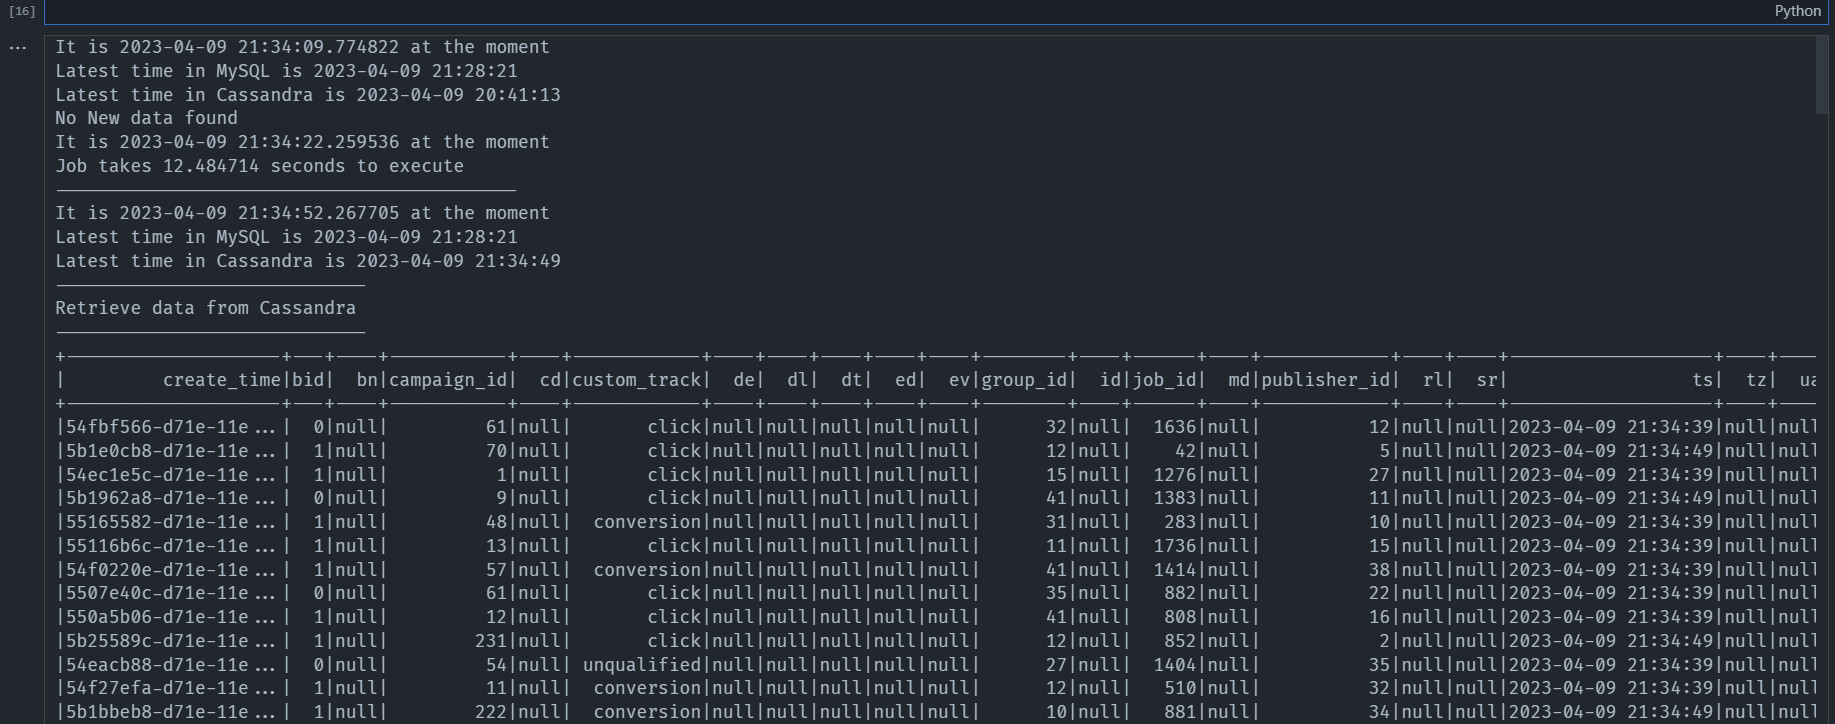 [16]
Python
...
It is 2023-04-09 21:34:09.774822 at the moment
Latest time in MySQL is 2023-04-09 21:28:21
Latest time in Cassandra is 2023-04-09 20:41:13
No New data found
It is 2023-04-09 21:34:22.259536 at the moment
Job takes 12.484714 seconds to execute
-------------------------------------------
It is 2023-04-09 21:34:52.267705 at the moment
Latest time in MySQL is 2023-04-09 21:28:21
Latest time in Cassandra is 2023-04-09 21:34:49
-----------------------------
Retrieve data from Cassandra
-----------------------------
+--------------------+---+----+-----------+----+------------+----+----+----+----+----+--------+----+------+----+------------+----+----+-------------------+----+----
|         create_time|bid|  bn|campaign_id|  cd|custom_track|  de|  dl|  dt|  ed|  ev|group_id|  id|job_id|  md|publisher_id|  rl|  sr|                 ts|  tz|  ua
+--------------------+---+----+-----------+----+------------+----+----+----+----+----+--------+----+------+----+------------+----+----+-------------------+----+----
|54fbf566-d71e-11e...|  0|null|         61|null|       click|null|null|null|null|null|      32|null|  1636|null|          12|null|null|2023-04-09 21:34:39|null|null
|5b1e0cb8-d71e-11e...|  1|null|         70|null|       click|null|null|null|null|null|      12|null|    42|null|           5|null|null|2023-04-09 21:34:49|null|null
|54ec1e5c-d71e-11e...|  1|null|          1|null|       click|null|null|null|null|null|      15|null|  1276|null|          27|null|null|2023-04-09 21:34:39|null|null
|5b1962a8-d71e-11e...|  0|null|          9|null|       click|null|null|null|null|null|      41|null|  1383|null|          11|null|null|2023-04-09 21:34:49|null|null
|55165582-d71e-11e...|  1|null|         48|null|  conversion|null|null|null|null|null|      31|null|   283|null|          10|null|null|2023-04-09 21:34:39|null|null
|55116b6c-d71e-11e...|  1|null|         13|null|       click|null|null|null|null|null|      11|null|  1736|null|          15|null|null|2023-04-09 21:34:39|null|null
|54f0220e-d71e-11e...|  1|null|         57|null|  conversion|null|null|null|null|null|      41|null|  1414|null|          38|null|null|2023-04-09 21:34:39|null|null
|5507e40c-d71e-11e...|  0|null|         61|null|       click|null|null|null|null|null|      35|null|   882|null|          22|null|null|2023-04-09 21:34:39|null|null
|550a5b06-d71e-11e...|  1|null|         12|null|       click|null|null|null|null|null|      41|null|   808|null|          16|null|null|2023-04-09 21:34:39|null|null
|5b25589c-d71e-11e...|  1|null|        231|null|       click|null|null|null|null|null|      12|null|   852|null|           2|null|null|2023-04-09 21:34:49|null|null
|54eacb88-d71e-11e...|  0|null|         54|null| unqualified|null|null|null|null|null|      27|null|  1404|null|          35|null|null|2023-04-09 21:34:39|null|null
|54f27efa-d71e-11e...|  1|null|         11|null|  conversion|null|null|null|null|null|      12|null|   510|null|          32|null|null|2023-04-09 21:34:39|null|null
|5b1bbeb8-d71e-11e...|  1|null|        222|null|  conversion|null|null|null|null|null|      10|null|   881|null|          34|null|null|2023-04-09 21:34:49|null|null